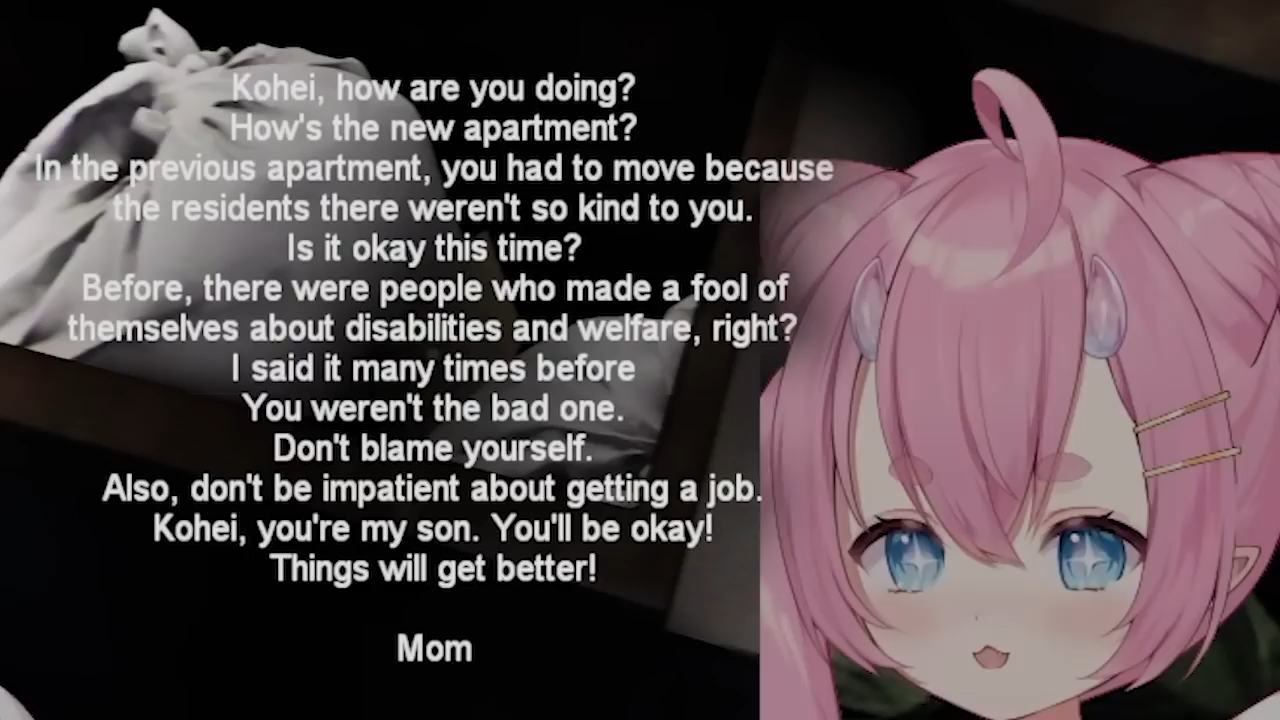 Kohei, how are you doing?
How's the new apartment?
In the previous apartment, you had to move because
the residents there weren't so kind to you.
Is it okay this time?
Before, there were people who made a fool of
themselves about disabilities and welfare, right?
I said it many times before
You weren't the bad one.
Don't blame yourself.
Also, don't be impatient about getting a job.
Kohei, you're my son. You'll be okay!
Things will get better!
Mom